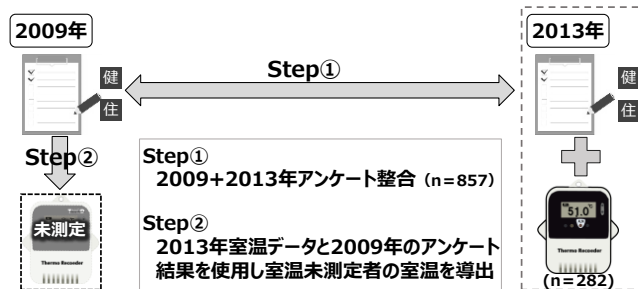 2009年
2013年
Step①
健
住
健
住
Step②
Step①
2009+2013年アンケート整合（n=857）
Step②
2013年室温データと2009年のアンケート
結果を使用し室温未測定者の室温を導出
未測定
Thermo Recorder
51.0
Thermo Recorder
(n=282)